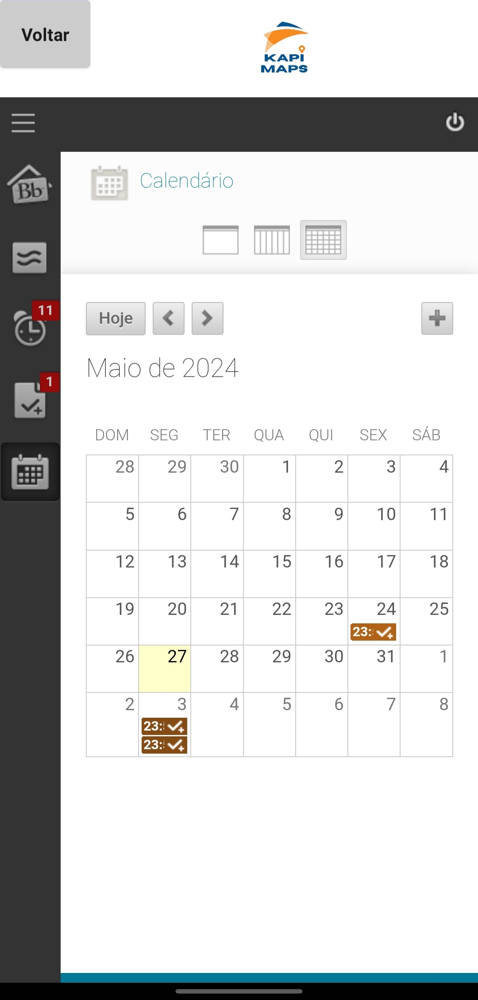 Voltar
KAPI
MAPS
Bb
Calendário
11
Hoje
Maio de 2024
1
DOM SEG TER QUA QUI SEX SÁB
28 29 30 1 2 3 4
5 6 7 8 9 10 11
12 13 14 15 16 17 18
19 20 21 22 23 24 25
23:
26 27 28 29 30 31 1
2 3 4 5 6 7 8
23:
23: